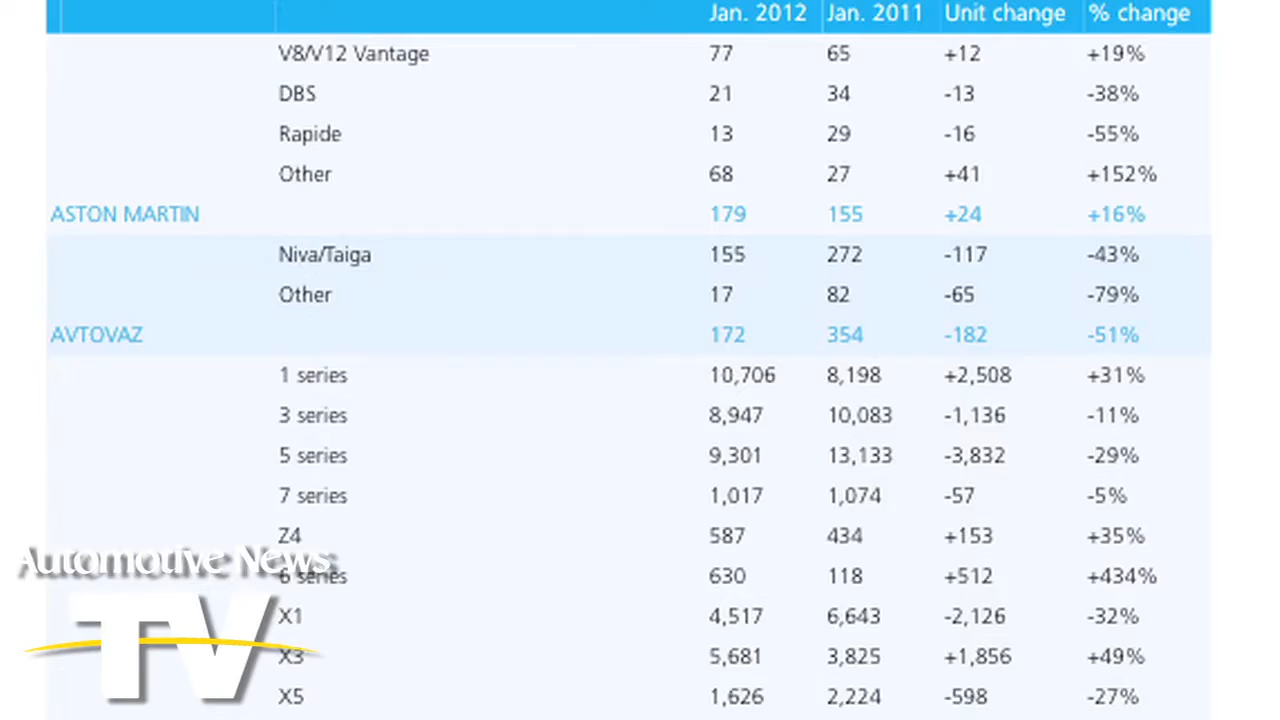 Jan. 2012 Jan. 2011 Unit change % change
V8/V12 Vantage 77 65 +12 +19%
DBS 21 34 -13 -38%
Rapide 13 29 -16 -55%
Other 68 27 +41 +152%
ASTON MARTIN 179 155 +24 +16%
Niva/Taiga 155 272 -117 -43%
Other 17 82 -65 -79%
AVTOVAZ 172 354 -182 -51%
1 series 10,706 8,198 +2,508 +31%
3 series 8,947 10,083 -1,136 -11%
5 series 9,301 13,133 -3,832 -29%
7 series 1,017 1,074 -57 -5%
Z4 587 434 +153 +35%
Automotive News
6 series 630 118 +512 +434%
X1 4,517 6,643 -2,126 -32%
TV
X3 5,681 3,825 +1,856 +49%
X5 1,626 2,224 -598 -27%